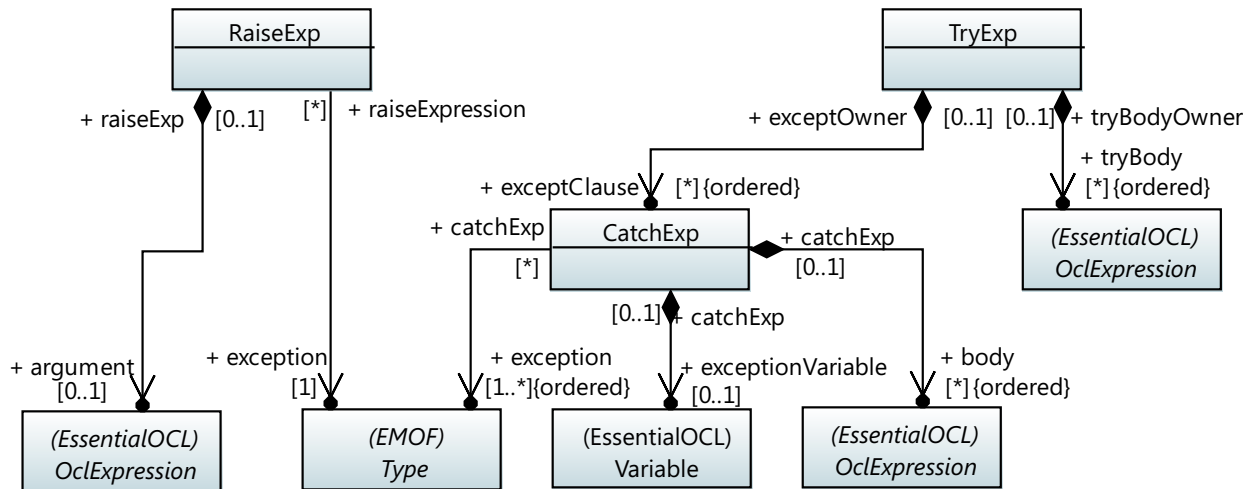 RaiseExp
TryExp
+ raiseExp
[0..1]
[*]
+ raiseExpression
+ exceptOwner
[0..1]
[0..1]
+ tryBodyOwner
+ tryBody
[*]{ordered}
+ exceptClause
[*]{ordered}
CatchExp
+ catchExp
[*]
+ catchExp
[0..1]
(EssentialOCL)
OclExpression
[0..1]
+ catchExp
+ argument
[0..1]
+ exception
[1]
+ exception
[1..*]{ordered}
+ exceptionVariable
[0..1]
+ body
[*]{ordered}
(EssentialOCL)
OclExpression
(EMOF)
Type
(EssentialOCL)
Variable
(EssentialOCL)
OclExpression